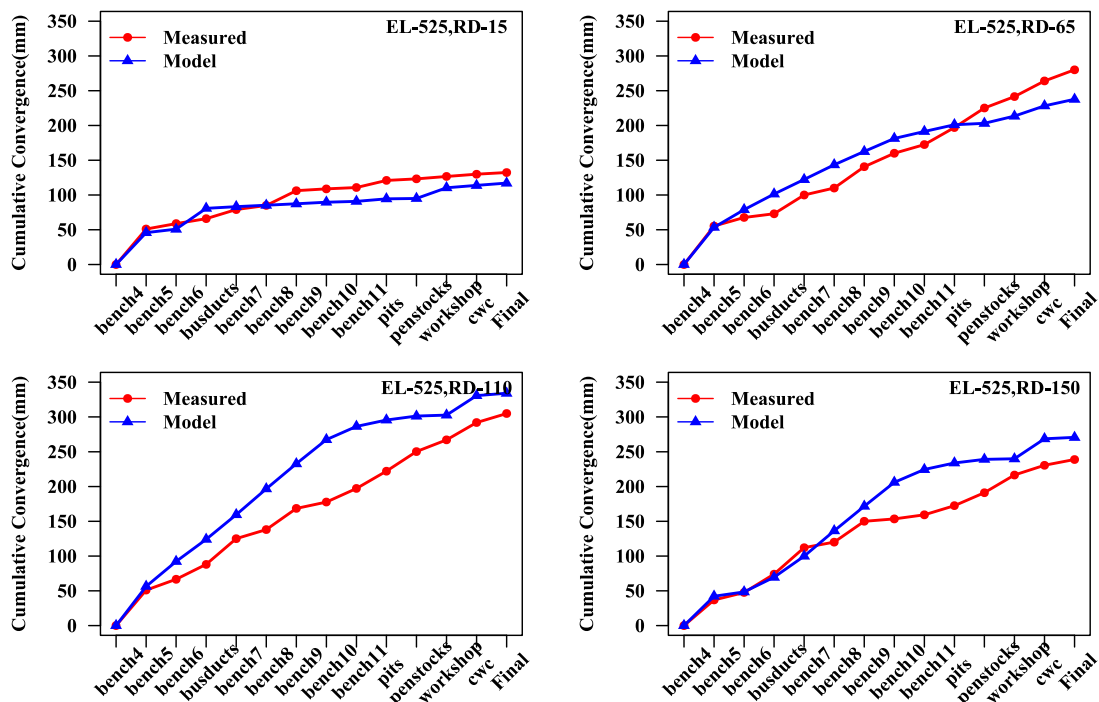 EL-525,RD-15
Measured
Model
Cumulative Convergence(mm)
350
300
250
200
150
100
50
0
bench4
bench5
bench6
busducts
bench7
bench8
bench9
bench10
bench11
pits
penstocks
workshop
cwc
Final
EL-525,RD-65
Measured
Model
Cumulative Convergence(mm)
350
300
250
200
150
100
50
0
bench4
bench5
bench6
busducts
bench7
bench8
bench9
bench10
bench11
pits
penstocks
workshop
cwc
Final
EL-525,RD-110
Measured
Model
Cumulative Convergence(mm)
350
300
250
200
150
100
50
0
bench4
bench5
bench6
busducts
bench7
bench8
bench9
bench10
bench11
pits
penstocks
workshop
cwc
Final
EL-525,RD-150
Measured
Model
Cumulative Convergence(mm)
350
300
250
200
150
100
50
0
bench4
bench5
bench6
busducts
bench7
bench8
bench9
bench10
bench11
pits
penstocks
workshop
cwc
Final